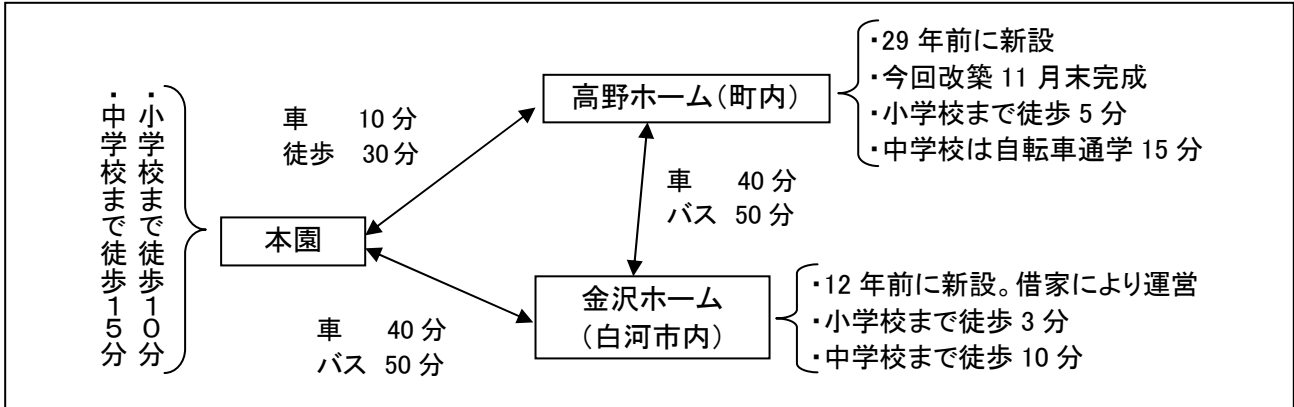 ・小学校まで徒歩10分
・中学校まで徒歩15分
車　　10分
徒歩　30分
本園
車　　40分
バス　50分
高野ホーム（町内）
車　　40分
バス　50分
金沢ホーム
（白河市内）
・29年前に新設
・今回改築11月末完成
・小学校まで徒歩5分
・中学校は自転車通学15分
・12年前に新設。借家により運営
・小学校まで徒歩3分
・中学校まで徒歩10分